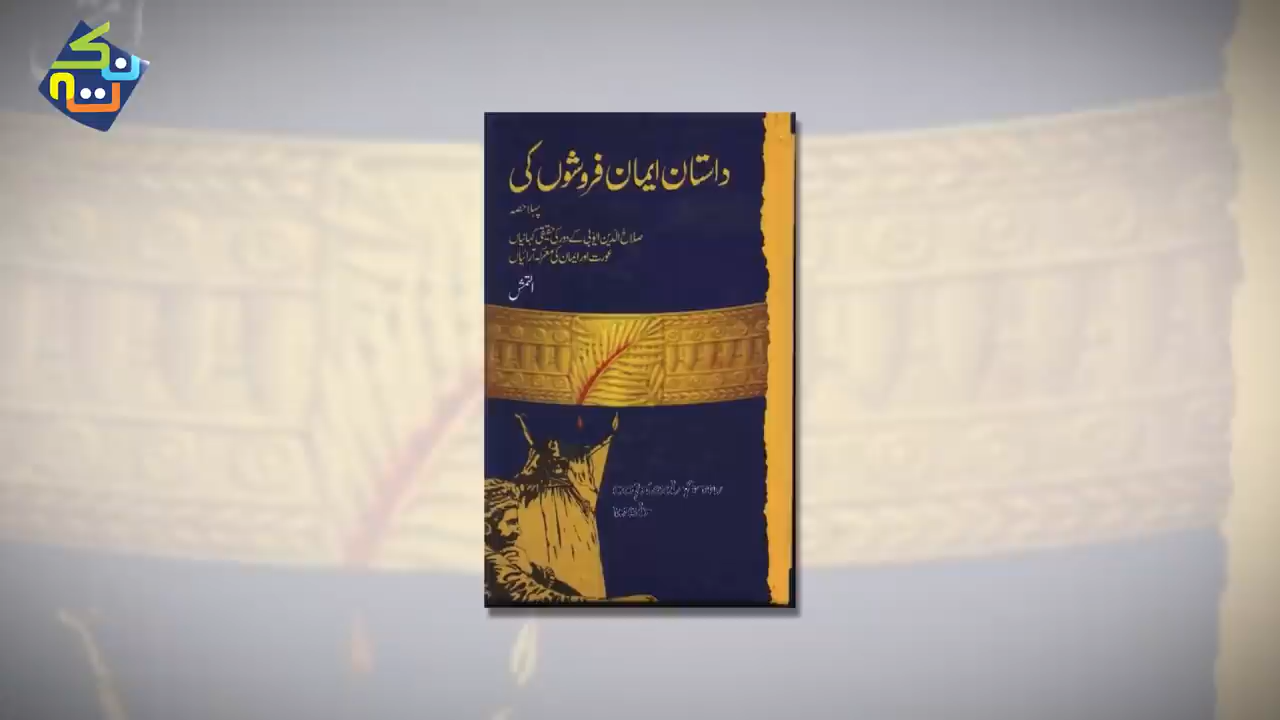 نکتہ
داستان ایمان فروشوں کی
پہلا حصہ
صلاح الدین ایوبی کے دور کی حقیقی کہانیاں
عورت اور ایمان کی معرکہ آرائیاں
التمش